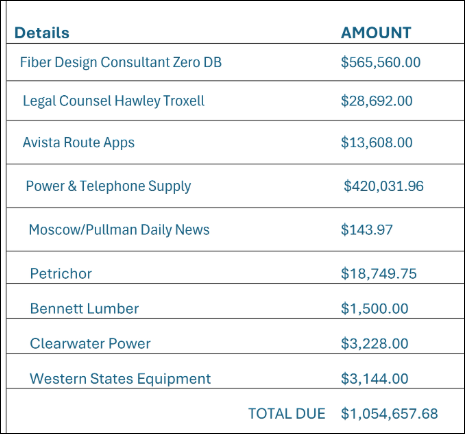 Details AMOUNT
Fiber Design Consultant Zero DB $565,560.00
Legal Counsel Hawley Troxell $28,692.00
Avista Route Apps $13,608.00
Power & Telephone Supply $420,031.96
Moscow/Pullman Daily News $143.97
Petrichor $18,749.75
Bennett Lumber $1,500.00
Clearwater Power $3,228.00
Western States Equipment $3,144.00
TOTAL DUE $1,054,657.68